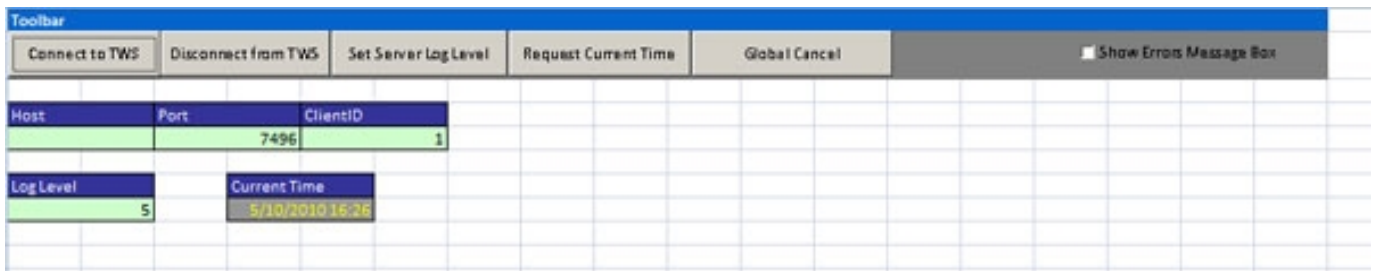 Toolbar
Connect to TWS Disconnect from TWS Set Server Log Level Request Current Time Global Cancel Show Errors Message Box
Host Port ClientID
7496 1
Log Level Current Time
5 5/10/2010 16:26